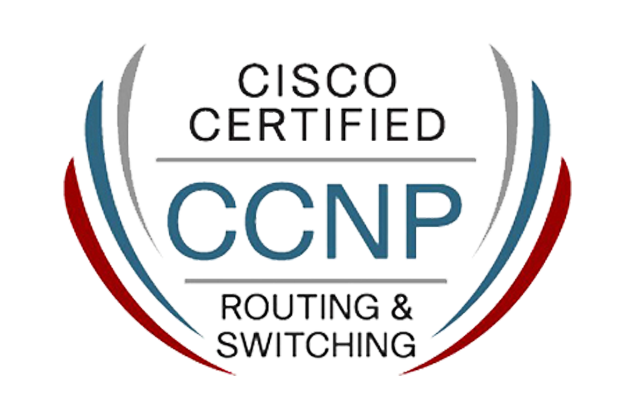 CISCO
CERTIFIED
CCNP
ROUTING &
SWITCHING